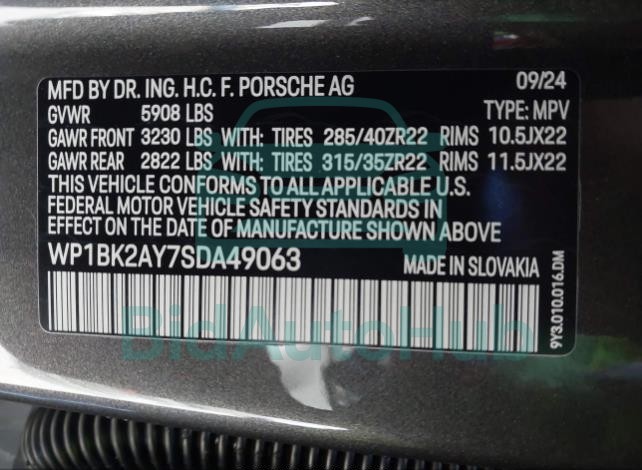 MFD BY DR. ING. H.C. F. PORSCHE AG 09/24
GVWR 5908 LBS TYPE: MPV
GAWR FRONT 3230 LBS WITH: TIRES 285/40ZR22 RIMS 10.5JX22
GAWR REAR 2822 LBS WITH: TIRES 315/35ZR22 RIMS 11.5JX22
THIS VEHICLE CONFORMS TO ALL APPLICABLE U.S.
FEDERAL MOTOR VEHICLE SAFETY STANDARDS IN
EFFECT ON THE DATE OF MANUFACTURE SHOWN ABOVE
WP1BK2AY7SDA49063 MADE IN SLOVAKIA
9Y3.010.016.DM
BidAutoHub